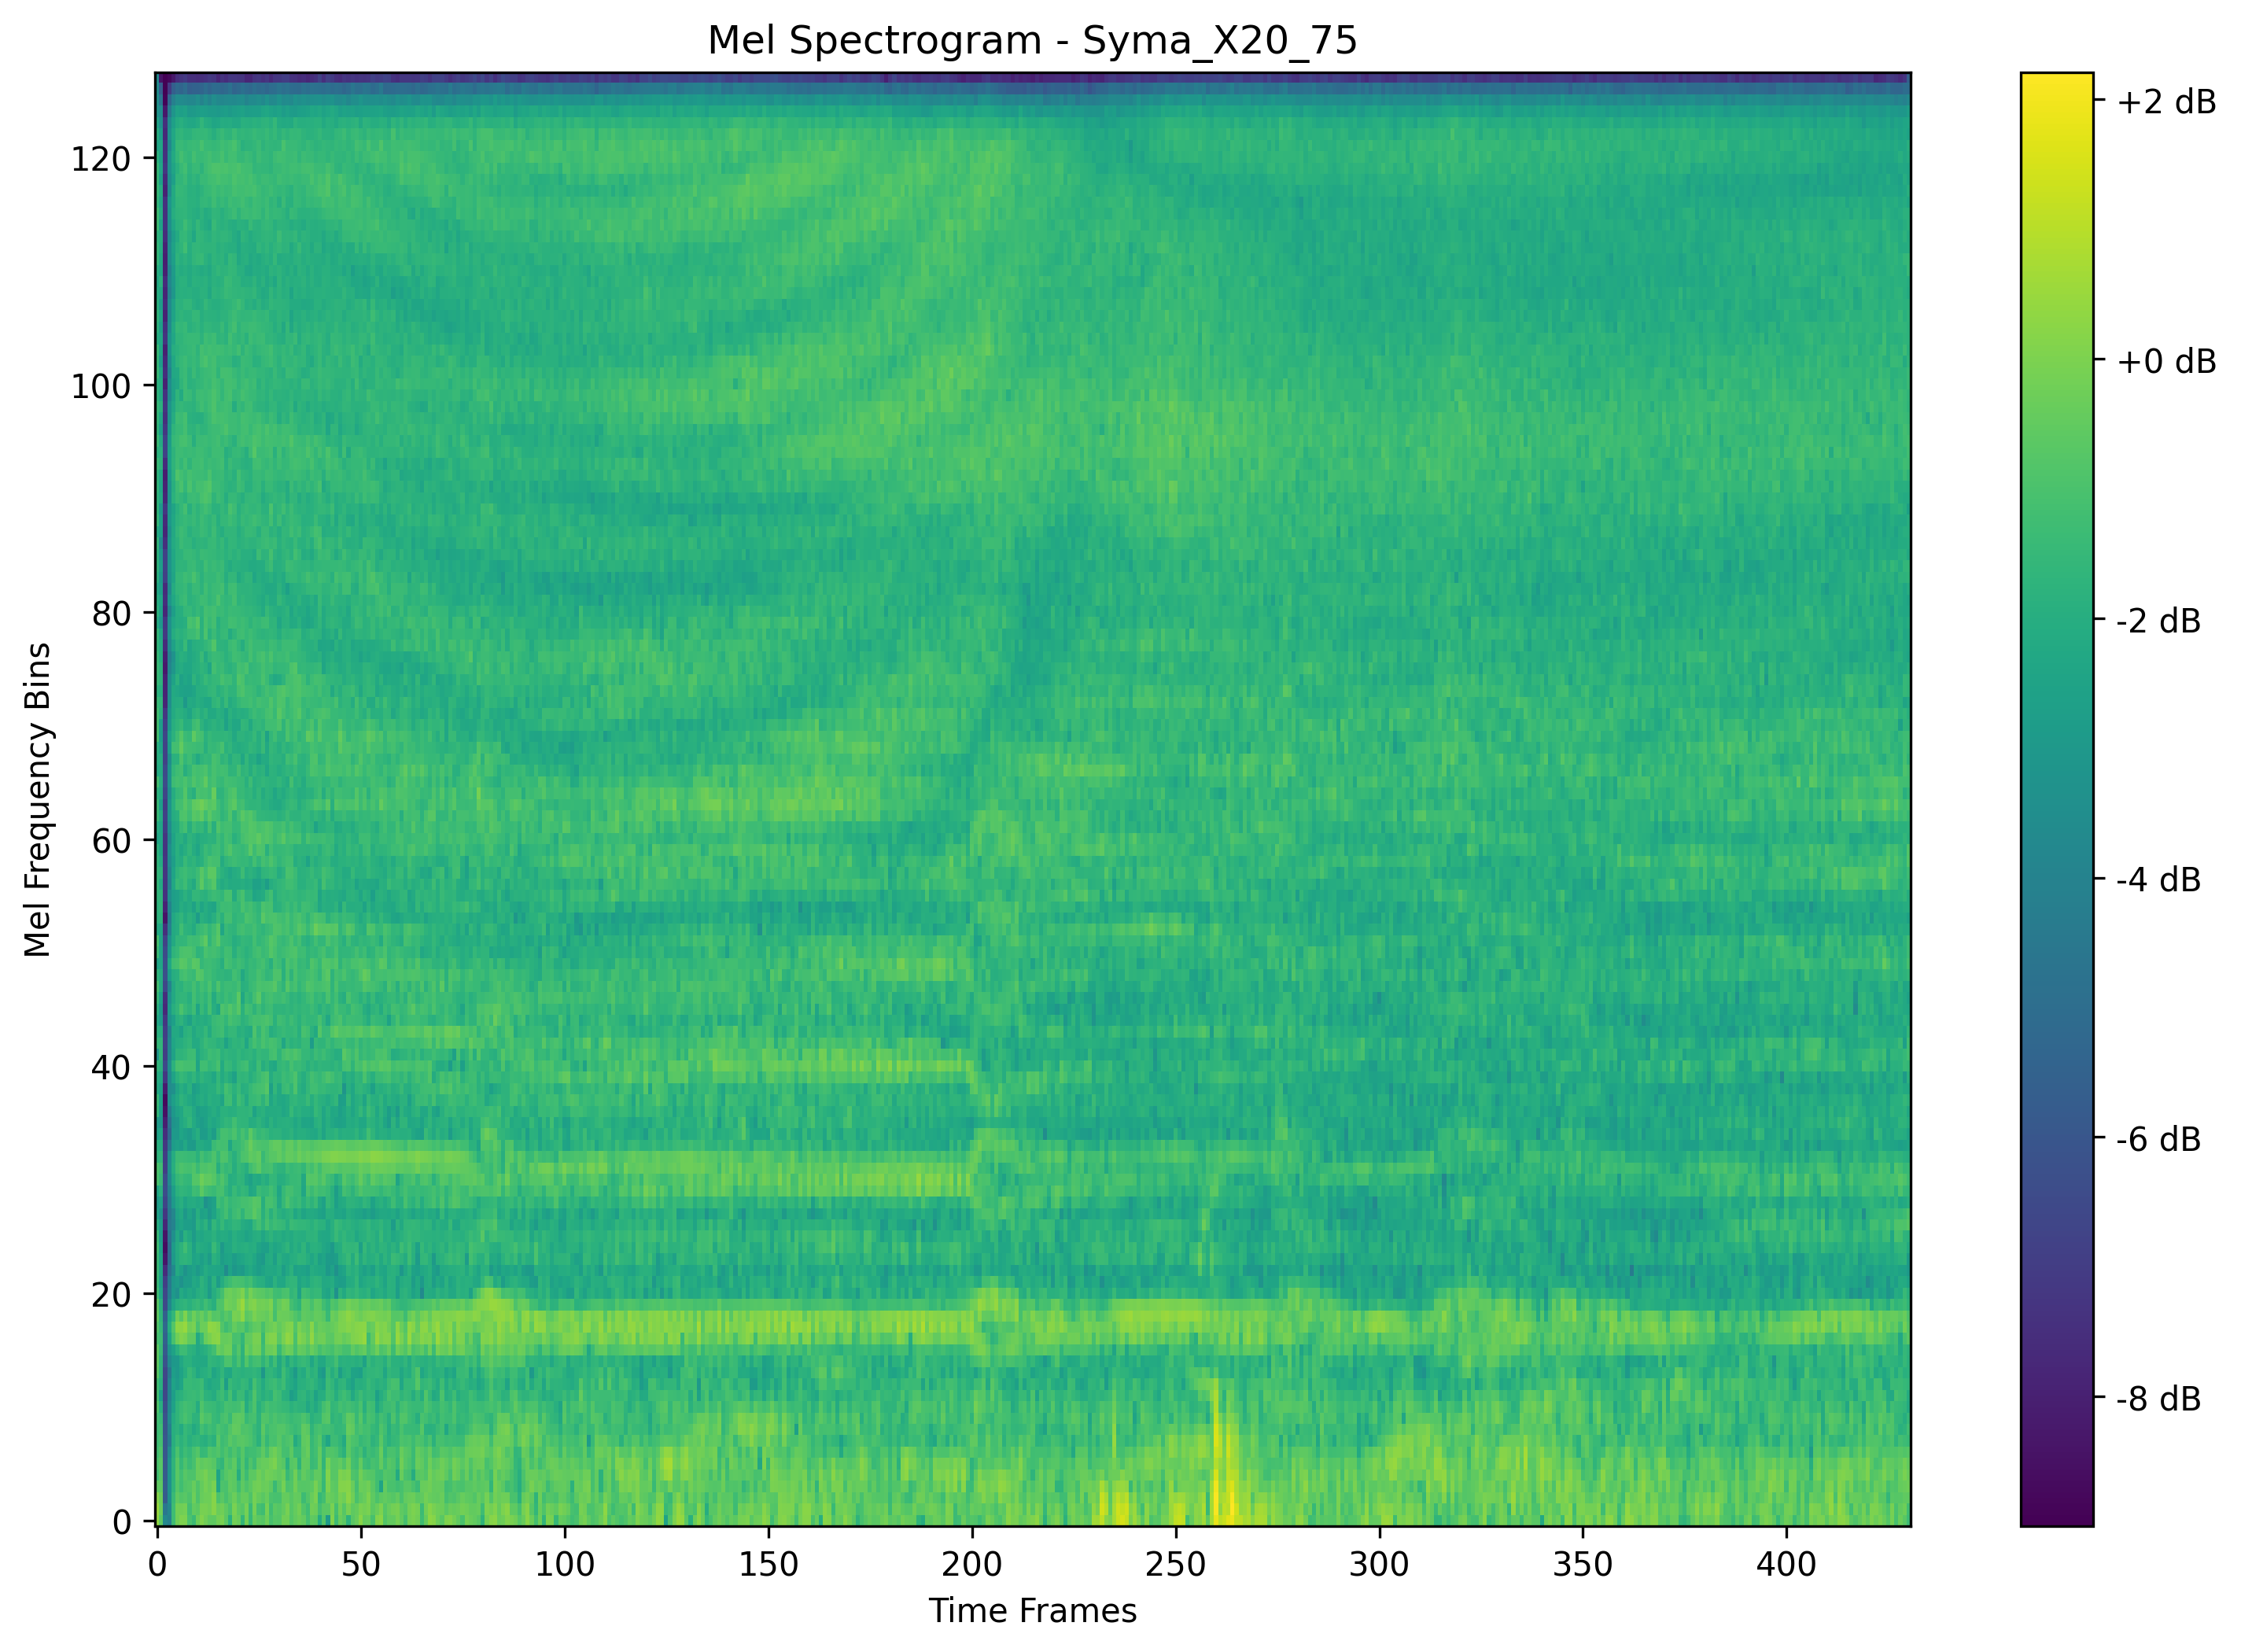 Mel Spectrogram - Syma_X20_75
Mel Frequency Bins
120
100
80
60
40
20
0
0 50 100 150 200 250 300 350 400
Time Frames
+2 dB
+0 dB
-2 dB
-4 dB
-6 dB
-8 dB